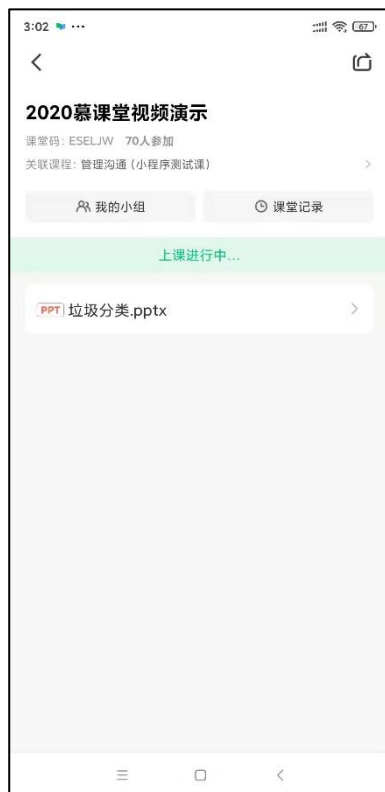 3:02
67
2020慕课堂视频演示
课堂码: ESELJW 70人参加
关联课程: 管理沟通 (小程序测试课)
我的小组
课堂记录
上课进行中...
PPT 垃圾分类.pptx